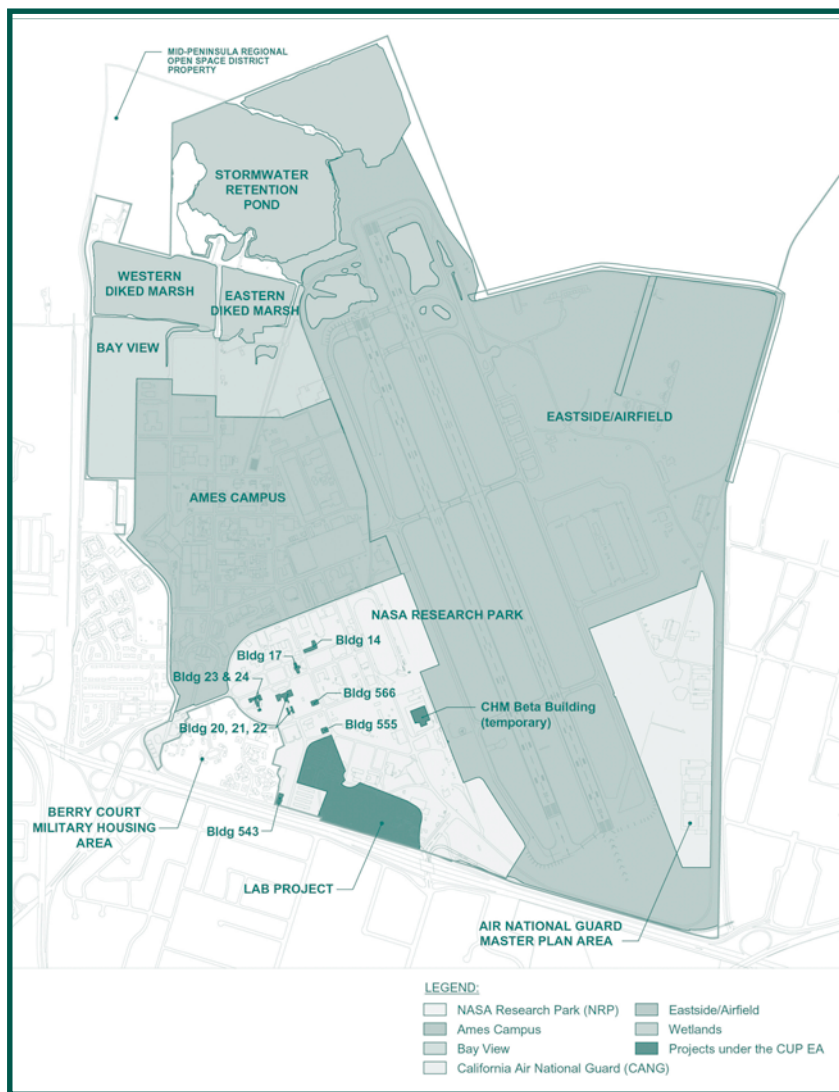 MID-PENINSULA REGIONAL
OPEN SPACE DISTRICT
PROPERTY
STORMWATER
RETENTION
POND
WESTERN
DIKED MARSH
EASTERN
DIKED MARSH
BAY VIEW
EASTSIDE/AIRFIELD
AMES CAMPUS
NASA RESEARCH PARK
Bldg 14
Bldg 17
Bldg 23 & 24
Bldg 566
CHM Beta Building
(temporary)
Bldg 20, 21, 22
Bldg 555
BERRY COURT
MILITARY HOUSING
AREA
Bldg 543
LAB PROJECT
AIR NATIONAL GUARD
MASTER PLAN AREA
LEGEND:
NASA Research Park (NRP)
Ames Campus
Bay View
California Air National Guard (CANG)
Eastside/Airfield
Wetlands
Projects under the CUP EA